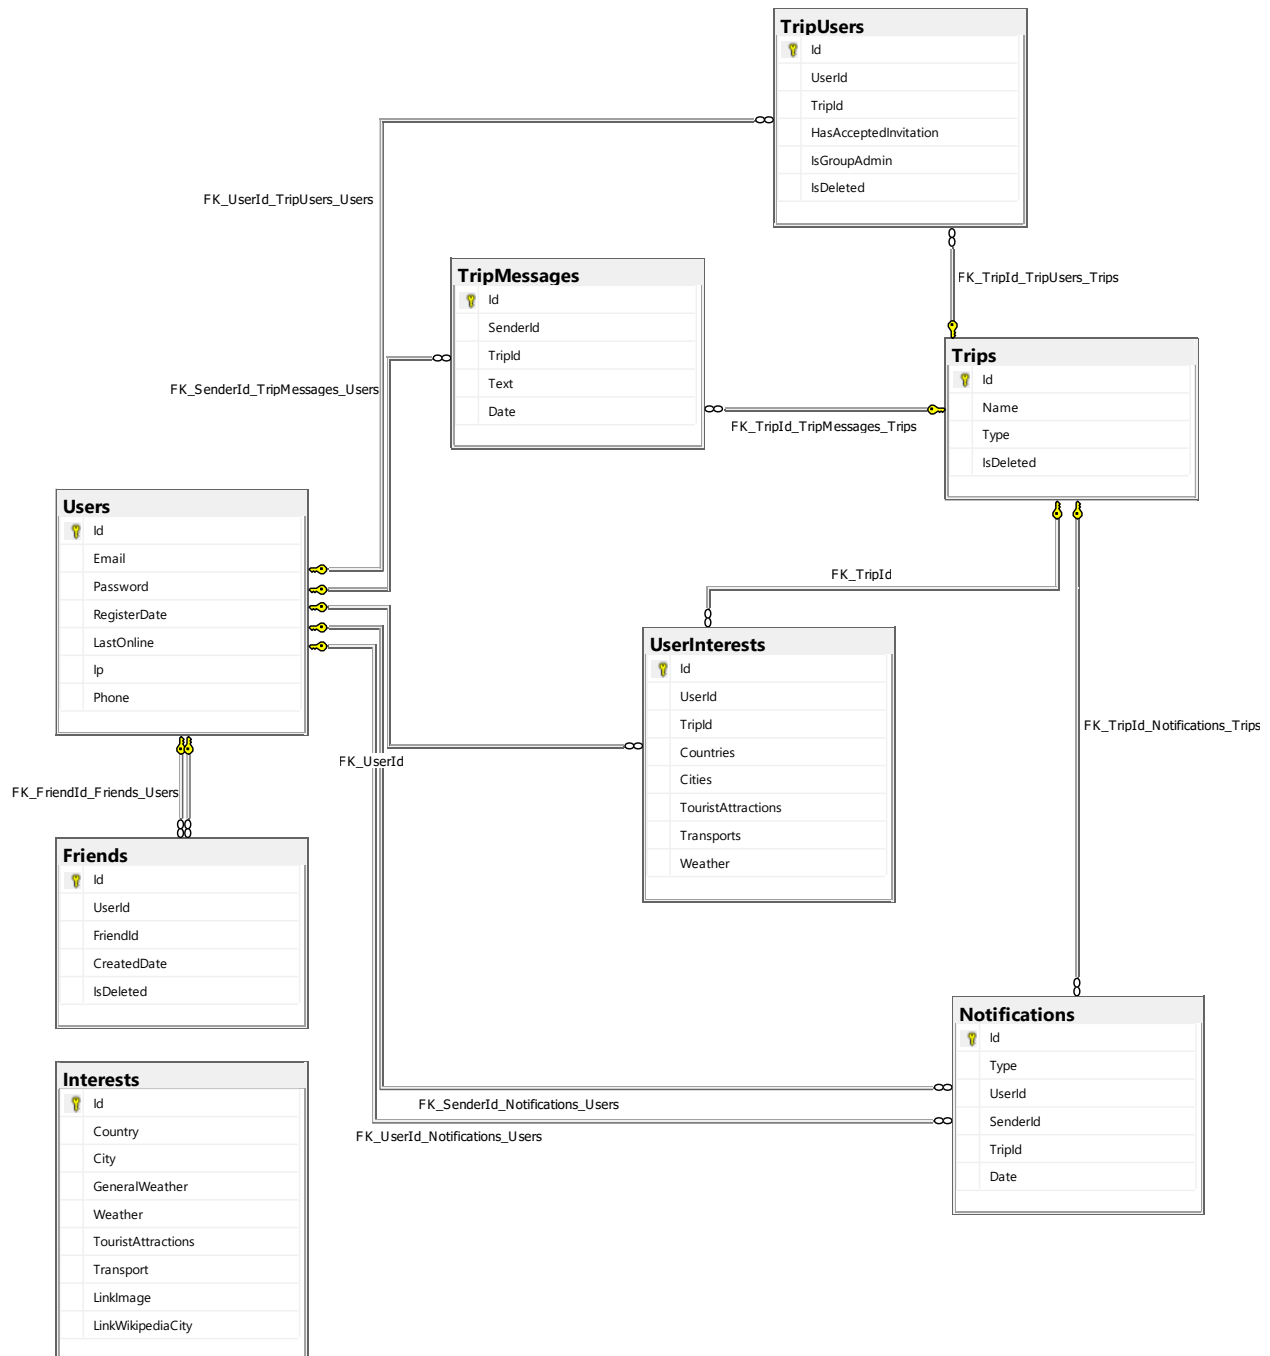 TripUsers
Id
UserId
TripId
HasAcceptedInvitation
IsGroupAdmin
IsDeleted
FK_UserId_TripUsers_Users
FK_TripId_TripUsers_Trips
TripMessages
Id
SenderId
TripId
Text
Date
FK_SenderId_TripMessages_Users
FK_TripId_TripMessages_Trips
Trips
Id
Name
Type
IsDeleted
Users
Id
Email
Password
RegisterDate
LastOnline
Ip
Phone
FK_TripId
UserInterests
Id
UserId
TripId
Countries
Cities
TouristAttractions
Transports
Weather
FK_TripId_Notifications_Trips
FK_UserId
FK_FriendId_Friends_Users
Friends
Id
UserId
FriendId
CreatedDate
IsDeleted
Notifications
Id
Type
UserId
SenderId
TripId
Date
FK_SenderId_Notifications_Users
FK_UserId_Notifications_Users
Interests
Id
Country
City
GeneralWeather
Weather
TouristAttractions
Transport
LinkImage
LinkWikipediaCity